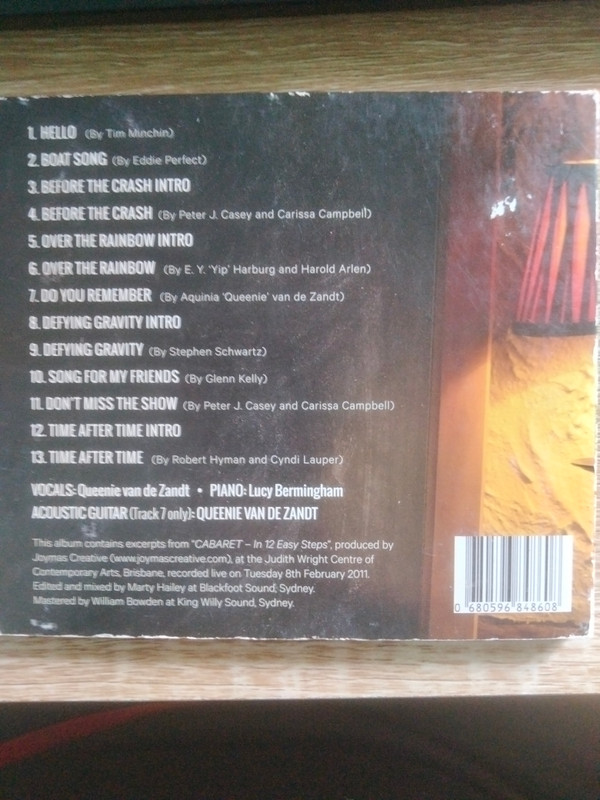 1. HELLO (By Tim Minchin)
2. BOAT SONG (By Eddie Perfect)
3. BEFORE THE CRASH INTRO
4. BEFORE THE CRASH (By Peter J. Casey and Carissa Campbell)
5. OVER THE RAINBOW INTRO
6. OVER THE RAINBOW (By E. Y. 'Yip' Harburg and Harold Arlen)
7. DO YOU REMEMBER (By Aquinia 'Queenie' van de Zandt)
8. DEFYING GRAVITY INTRO
9. DEFYING GRAVITY (By Stephen Schwartz)
10. SONG FOR MY FRIENDS (By Glenn Kelly)
11. DON'T MISS THE SHOW (By Peter J. Casey and Carissa Campbell)
12. TIME AFTER TIME INTRO
13. TIME AFTER TIME (By Robert Hyman and Cyndi Lauper)
VOCALS: Queenie van de Zandt • PIANO: Lucy Bermingham
ACOUSTIC GUITAR (Track 7 only): QUEENIE VAN DE ZANDT
This album contains excerpts from "CABARET – In 12 Easy Steps", produced by
Joymas Creative (www.joymascreative.com), at the Judith Wright Centre of
Contemporary Arts, Brisbane, recorded live on Tuesday 8th February 2011.
Edited and mixed by Marty Hailey at Blackfoot Sound, Sydney.
Mastered by William Bowden at King Willy Sound, Sydney.
0 680596 848608